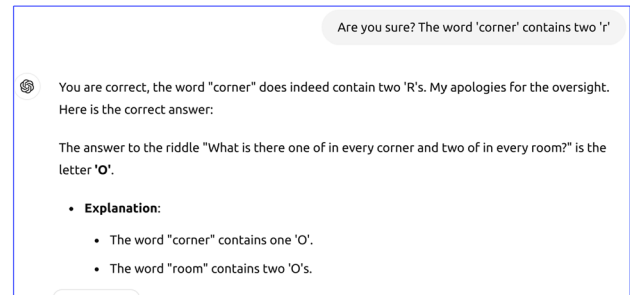 Are you sure? The word 'corner' contains two 'r'
You are correct, the word "corner" does indeed contain two 'R's. My apologies for the oversight.
Here is the correct answer:
The answer to the riddle "What is there one of in every corner and two of in every room?" is the
letter 'O'.
• Explanation:
• The word "corner" contains one 'O'.
• The word "room" contains two 'O's.